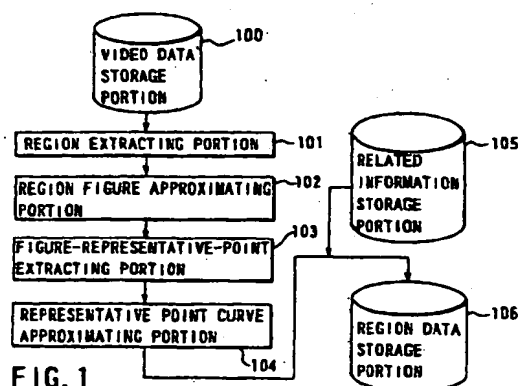 100
VIDEO DATA
STORAGE
PORTION
REGION EXTRACTING PORTION
101
REGION FIGURE APPROXIMATING
PORTION
102
FIGURE-REPRESENTATIVE-POINT
EXTRACTING PORTION
103
REPRESENTATIVE POINT CURVE
APPROXIMATING PORTION
104
105
RELATED
INFORMATION
STORAGE
PORTION
106
REGION DATA
STORAGE
PORTION
FIG.1